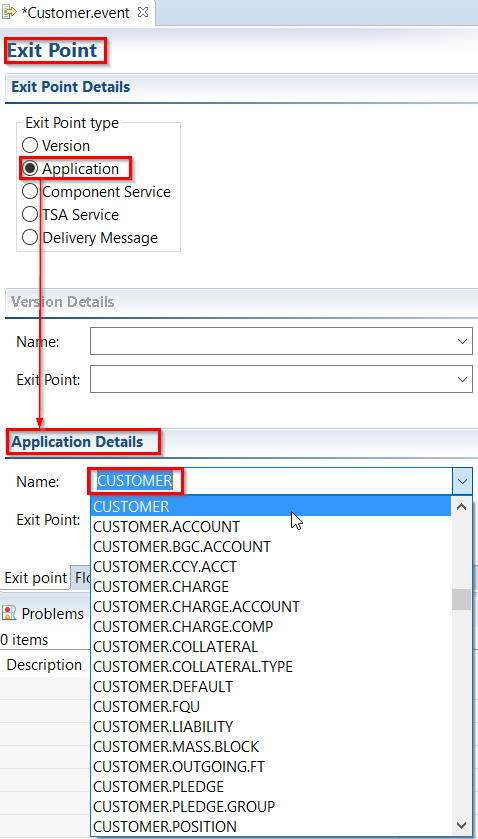 *Customer.event
Exit Point
Exit Point Details
Exit Point type
Version
Application
Component Service
TSA Service
Delivery Message
Version Details
Name:
Exit Point:
Application Details
Name: CUSTOMER
CUSTOMER
Exit Point:
CUSTOMER.ACCOUNT
CUSTOMER.BGC.ACCOUNT
CUSTOMER.CCY.ACCT
Exit point
CUSTOMER.CHARGE
CUSTOMER.CHARGE.ACCOUNT
Problems
CUSTOMER.CHARGE.COMP
0 items
CUSTOMER.COLLATERAL
Description
CUSTOMER.COLLATERAL.TYPE
CUSTOMER.DEFAULT
CUSTOMER.FQU
CUSTOMER.LIABILITY
CUSTOMER.MASS.BLOCK
CUSTOMER.OUTGOING.FT
CUSTOMER.PLEDGE
CUSTOMER.PLEDGE.GROUP
CUSTOMER.POSITION